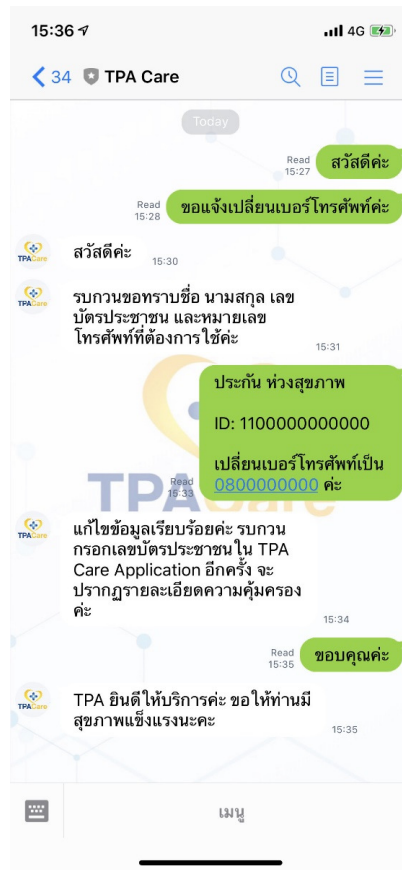 15:36
4G
34 TPA Care
Today
Read
15:27
สวัสดีค่ะ
Read
15:28
ขอแจ้งเปลี่ยนเบอร์โทรศัพท์ค่ะ
TPACare
สวัสดีค่ะ
15:30
TPACare
รบกวนขอทราบชื่อ นามสกุล เลข
บัตรประชาชน และหมายเลข
โทรศัพท์ที่ต้องการใช้ค่ะ
15:31
ประกัน ห่วงสุขภาพ
ID: 1100000000000
เปลี่ยนเบอร์โทรศัพท์เป็น
0800000000 ค่ะ
Read
15:33
TPACare
TPACare
แก้ไขข้อมูลเรียบร้อยค่ะ รบกวน
กรอกเลขบัตรประชาชนใน TPA
Care Application อีกครั้ง จะ
ปรากฏรายละเอียดความคุ้มครอง
ค่ะ
15:34
Read
15:35
ขอบคุณค่ะ
TPACare
TPA ยินดีให้บริการค่ะ ขอให้ท่านมี
สุขภาพแข็งแรงนะคะ
15:35
เมนู